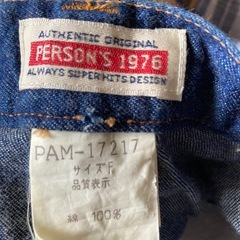 AUTHENTIC ORIGINAL
PERSON'S 1976
ALWAYS SUPER HITS DESIGN
PAM-17217
サイズF
品質表示
綿 100%